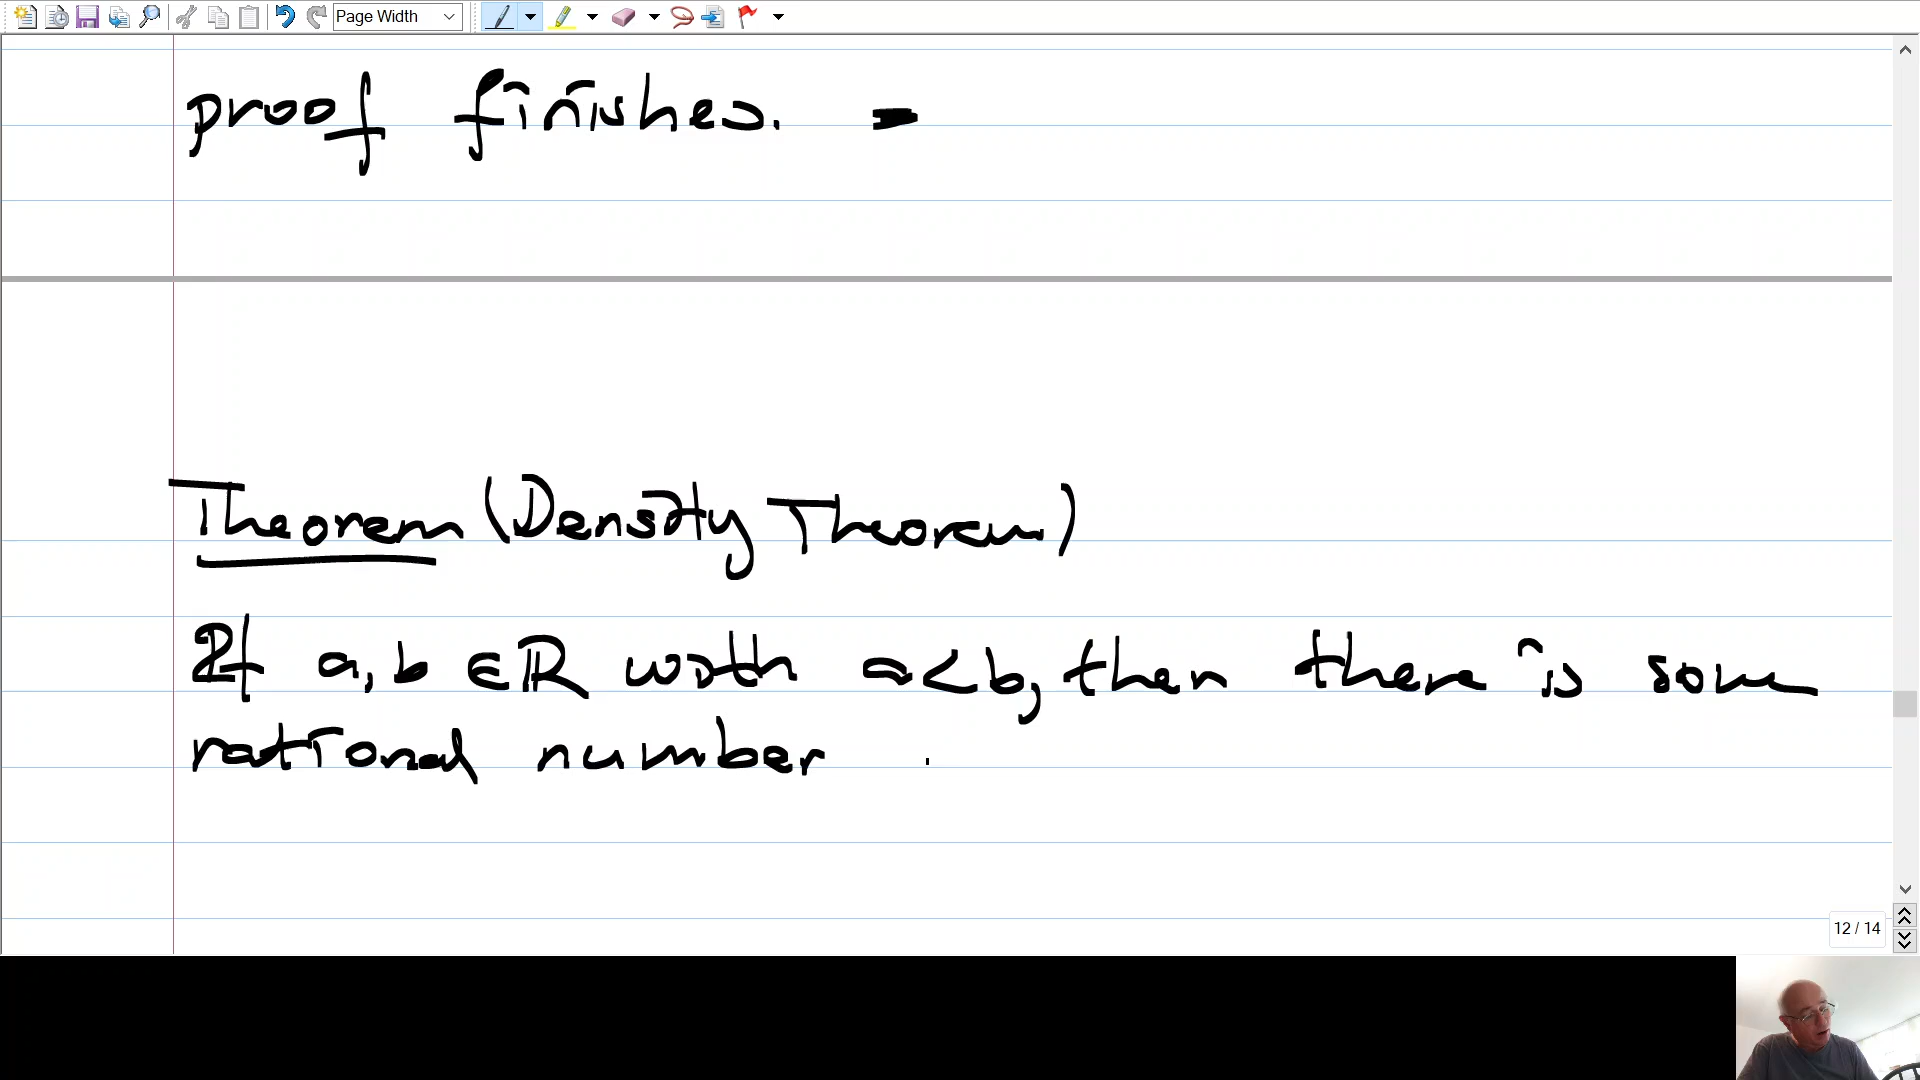 Page Width
proof finishes.
Theorem (Density Theorem)
If a, b ∈ ℝ with a < b, then there is some
rational number
12 / 14